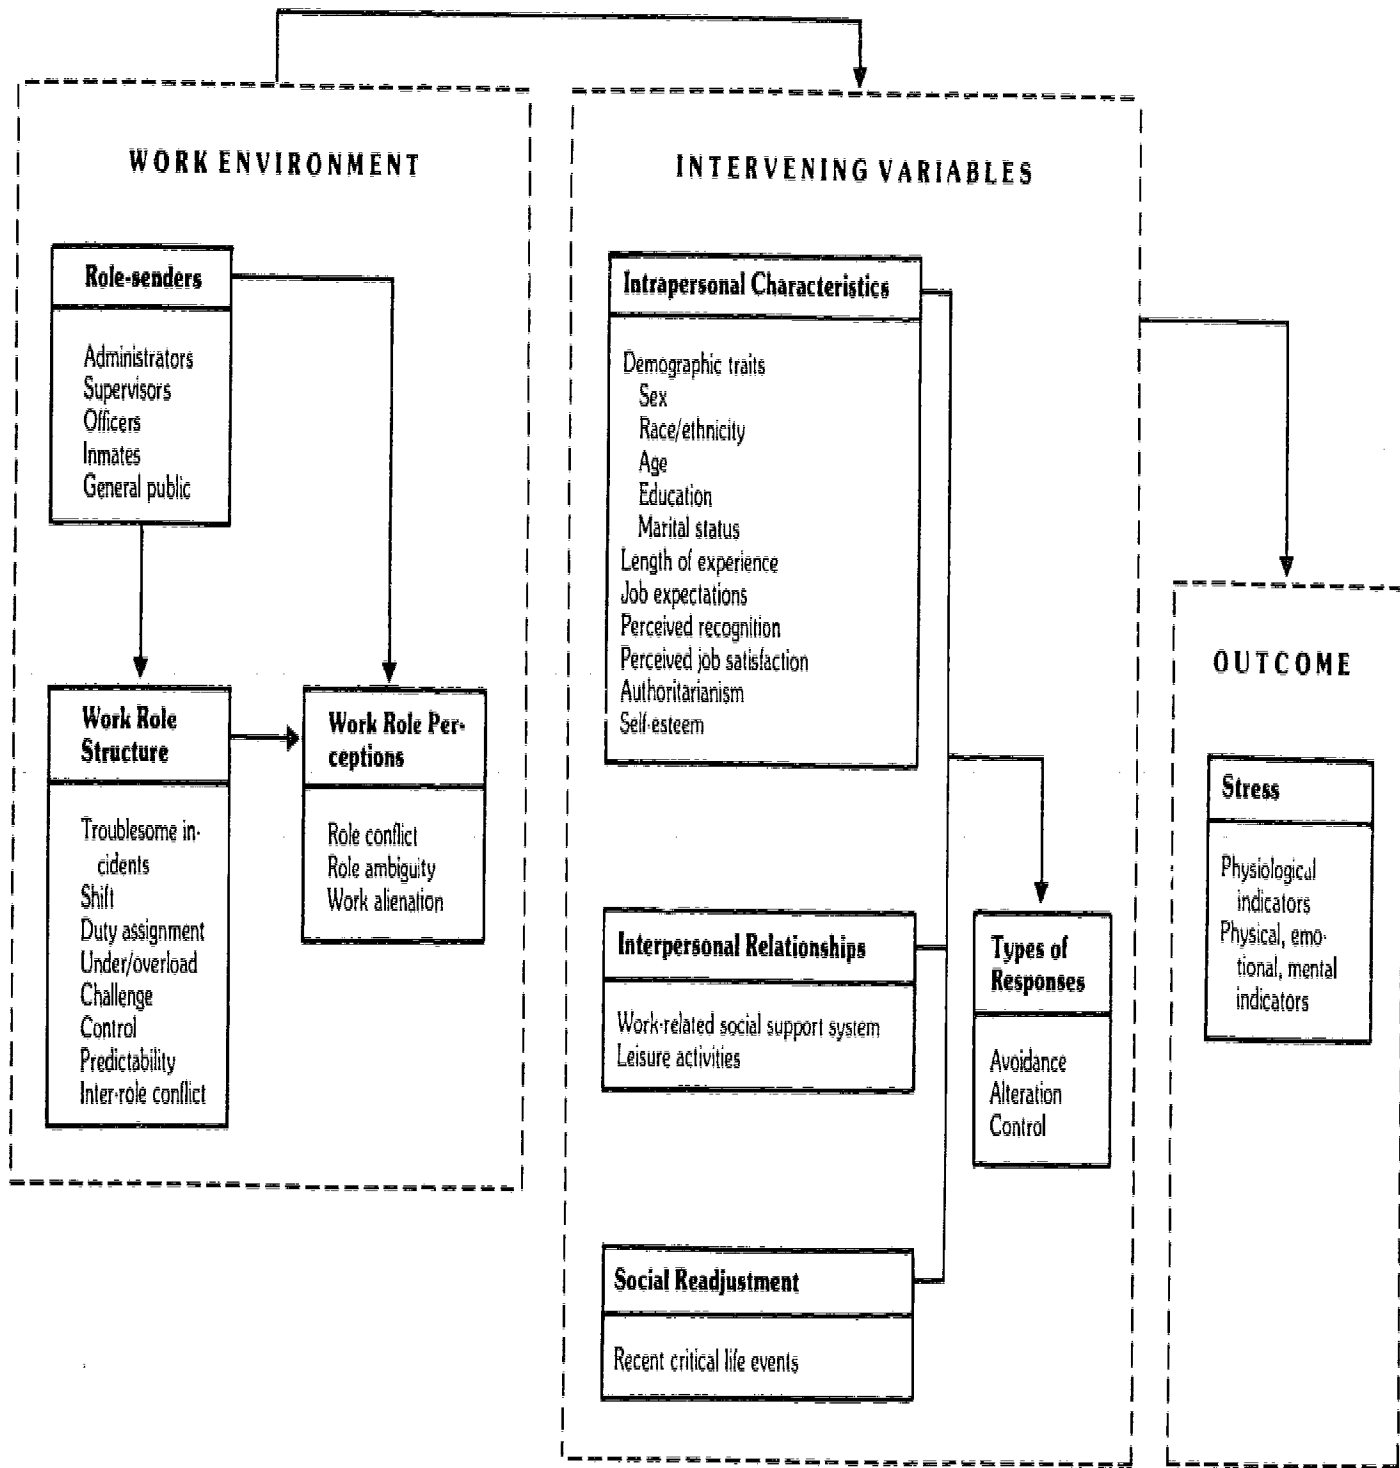 WORK ENVIRONMENT
Role-senders
Administrators
Supervisors
Officers
Inmates
General public
Work Role
Structure
Troublesome in-
cidents
Shift
Duty assignment
Under/overload
Challenge
Control
Predictability
Inter-role conflict
Work Role Per-
ceptions
Role conflict
Role ambiguity
Work alienation
INTERVENING VARIABLES
Intrapersonal Characteristics
Demographic traits
Sex
Race/ethnicity
Age
Education
Marital status
Length of experience
Job expectations
Perceived recognition
Perceived job satisfaction
Authoritarianism
Self-esteem
Interpersonal Relationships
Work-related social support system
Leisure activities
Social Readjustment
Recent critical life events
Types of
Responses
Avoidance
Alteration
Control
OUTCOME
Stress
Physiological
indicators
Physical, emo-
tional, mental
indicators